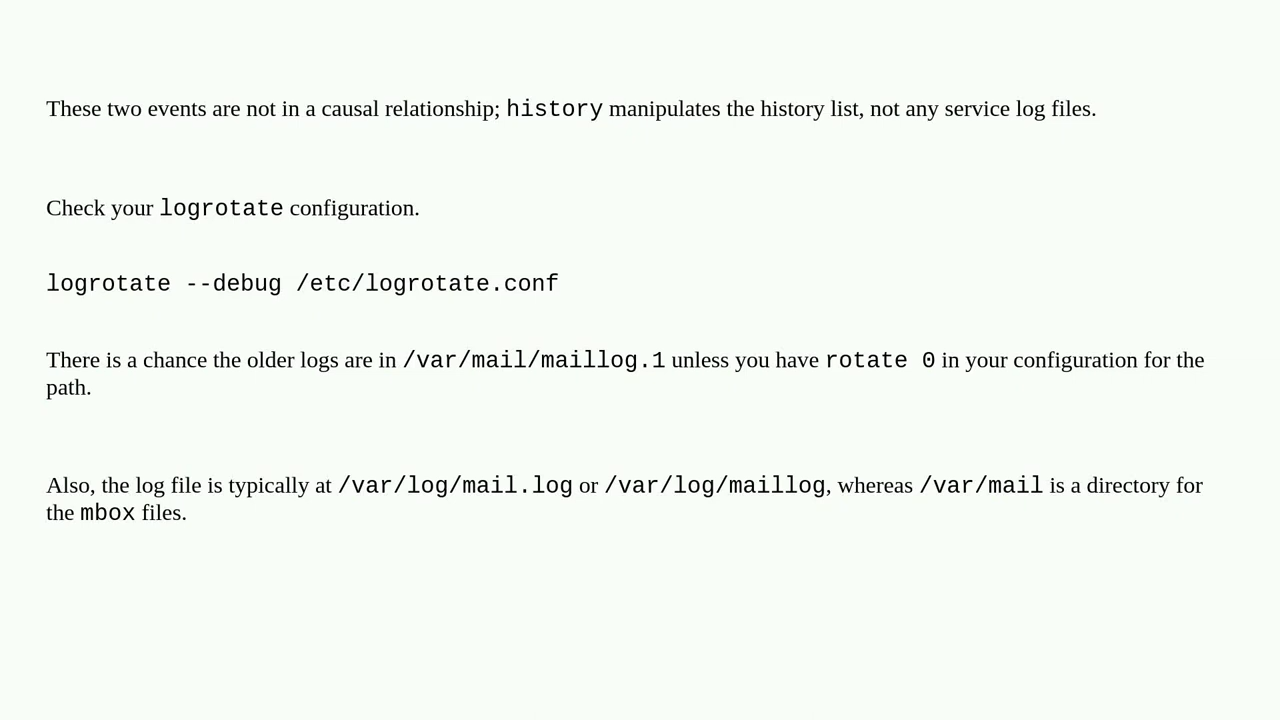 These two events are not in a causal relationship; history manipulates the history list, not any service log files.
Check your logrotate configuration.
logrotate --debug /etc/logrotate.conf
There is a chance the older logs are in /var/mail/maillog.1 unless you have rotate 0 in your configuration for the
path.
Also, the log file is typically at /var/log/mail.log or /var/log/maillog, whereas /var/mail is a directory for
the mbox files.